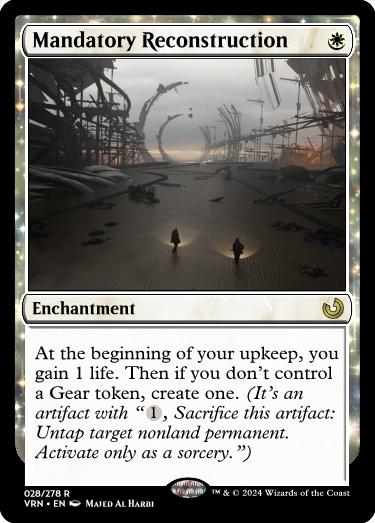 Mandatory Reconstruction
Enchantment
At the beginning of your upkeep, you
gain 1 life. Then if you don't control
a Gear token, create one. (It's an
artifact with “1, Sacrifice this artifact:
Untap target nonland permanent.
Activate only as a sorcery.”)
028/278 R
VRN • EN Majed Al Harbi
™ & © 2024 Wizards of the Coast